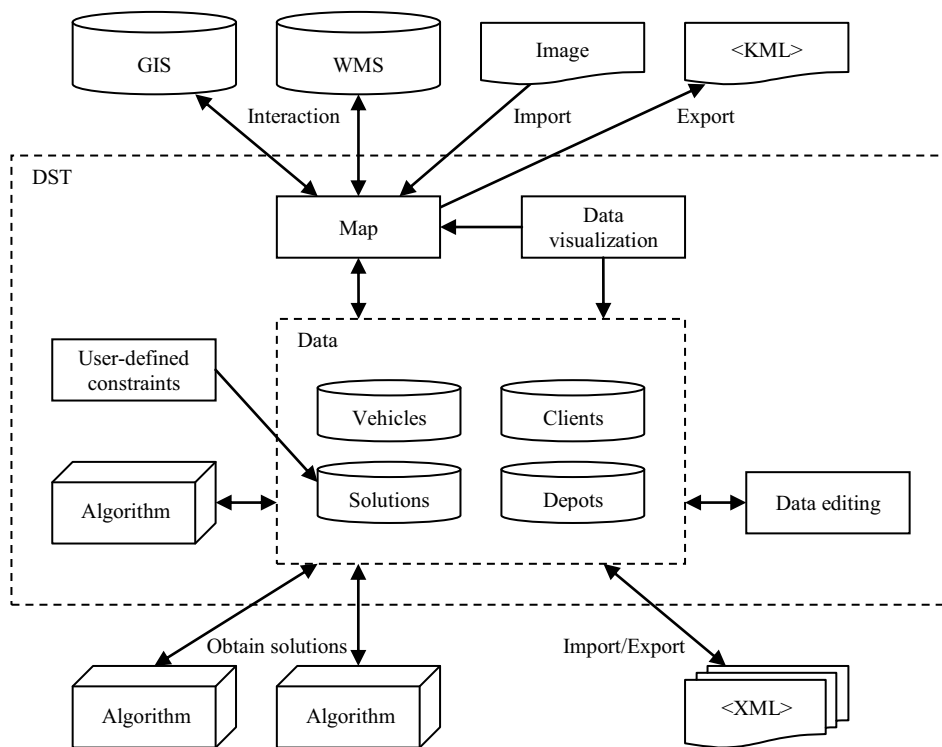 GIS
WMS
Image
<KML>
Interaction
Import
Export
DST
Map
Data
visualization
Data
User-defined
constraints
Vehicles
Clients
Algorithm
Solutions
Depots
Data editing
Obtain solutions
Import/Export
Algorithm
Algorithm
<XML>